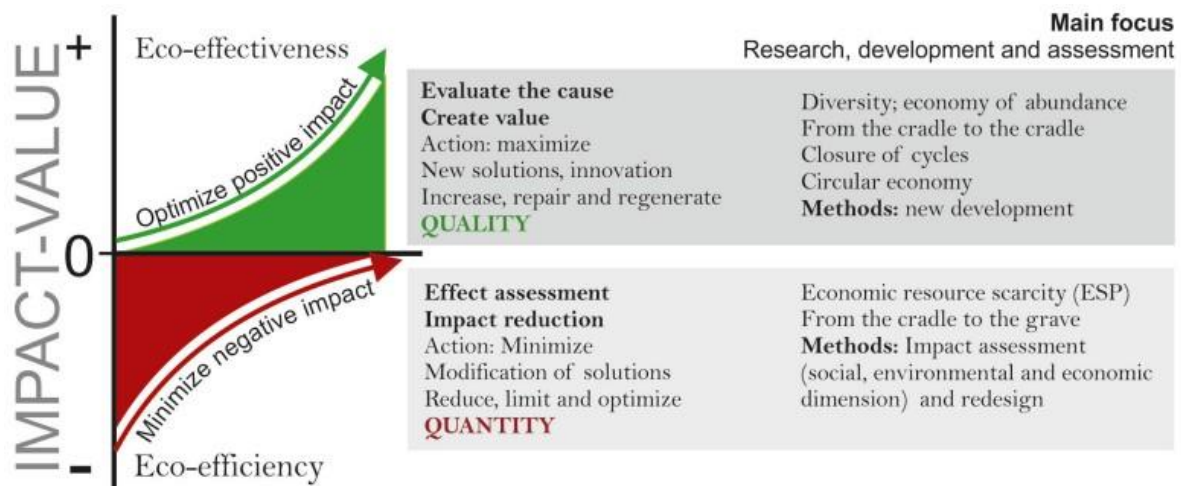 IMPACT-VALUE
+
0
-
Eco-effectiveness
Optimize positive impact
Minimize negative impact
Eco-efficiency
Main focus
Research, development and assessment
Evaluate the cause
Create value
Action: maximize
New solutions, innovation
Increase, repair and regenerate
QUALITY
Diversity; economy of abundance
From the cradle to the cradle
Closure of cycles
Circular economy
Methods: new development
Effect assessment
Impact reduction
Action: Minimize
Modification of solutions
Reduce, limit and optimize
QUANTITY
Economic resource scarcity (ESP)
From the cradle to the grave
Methods: Impact assessment
(social, environmental and economic
dimension) and redesign